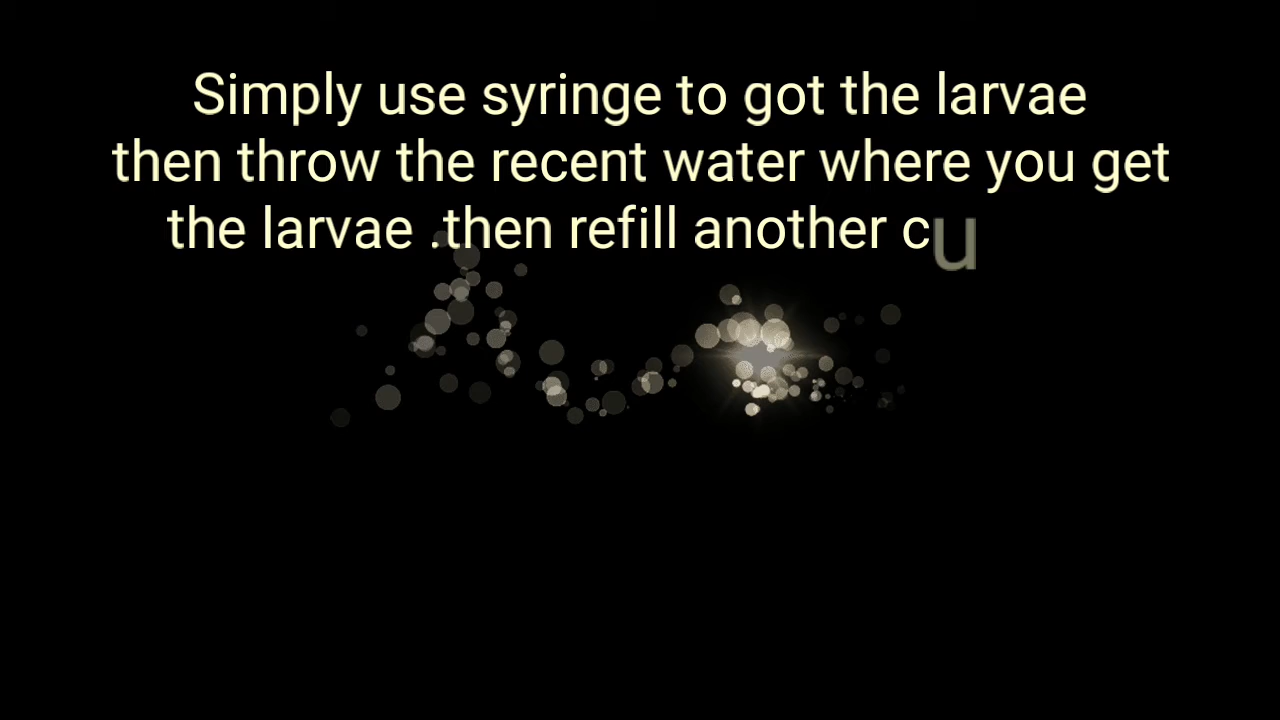 Simply use syringe to got the larvae
then throw the recent water where you get
the larvae .then refill another cu